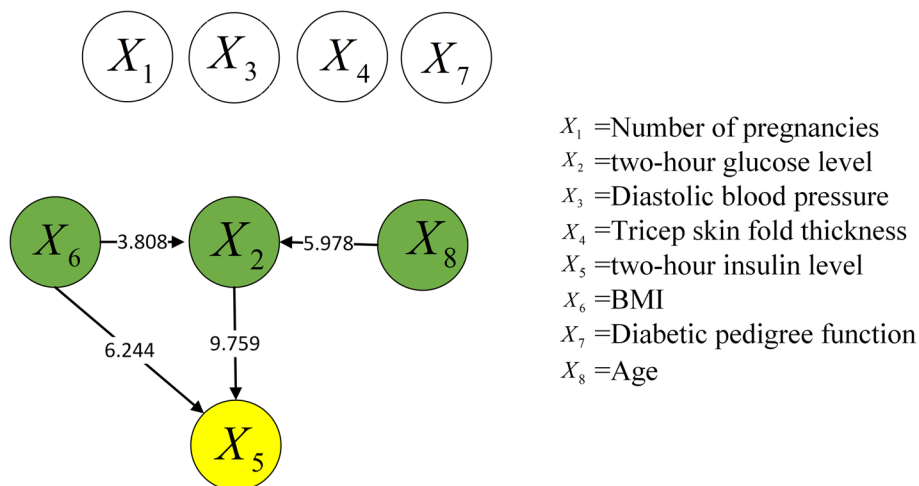 X1 X3 X4 X7
X1 =Number of pregnancies
X2 =two-hour glucose level
X3 =Diastolic blood pressure
X4 =Tricep skin fold thickness
X5 =two-hour insulin level
X6 =BMI
X7 =Diabetic pedigree function
X8 =Age
X6 3.808 X2 5.978 X8
6.244 9.759
X5